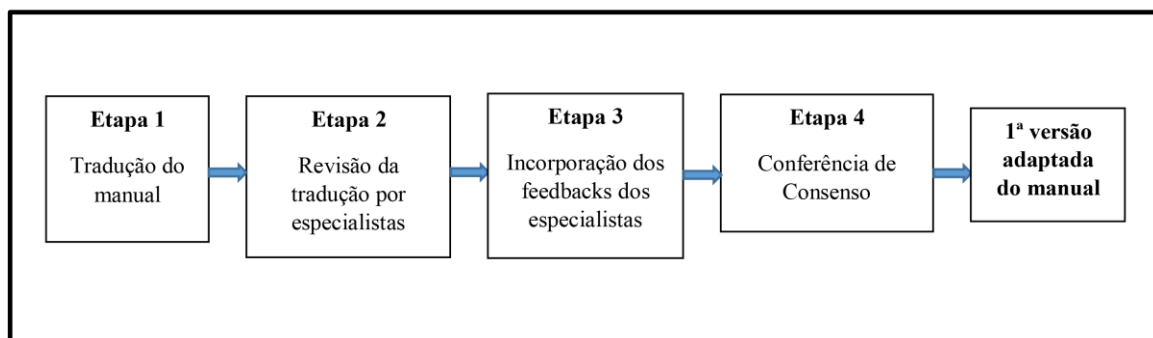 Etapa 1
Tradução do
manual
Etapa 2
Revisão da
tradução por
especialistas
Etapa 3
Incorporação dos
feedbacks dos
especialistas
Etapa 4
Conferência de
Consenso
1ª versão
adaptada
do manual